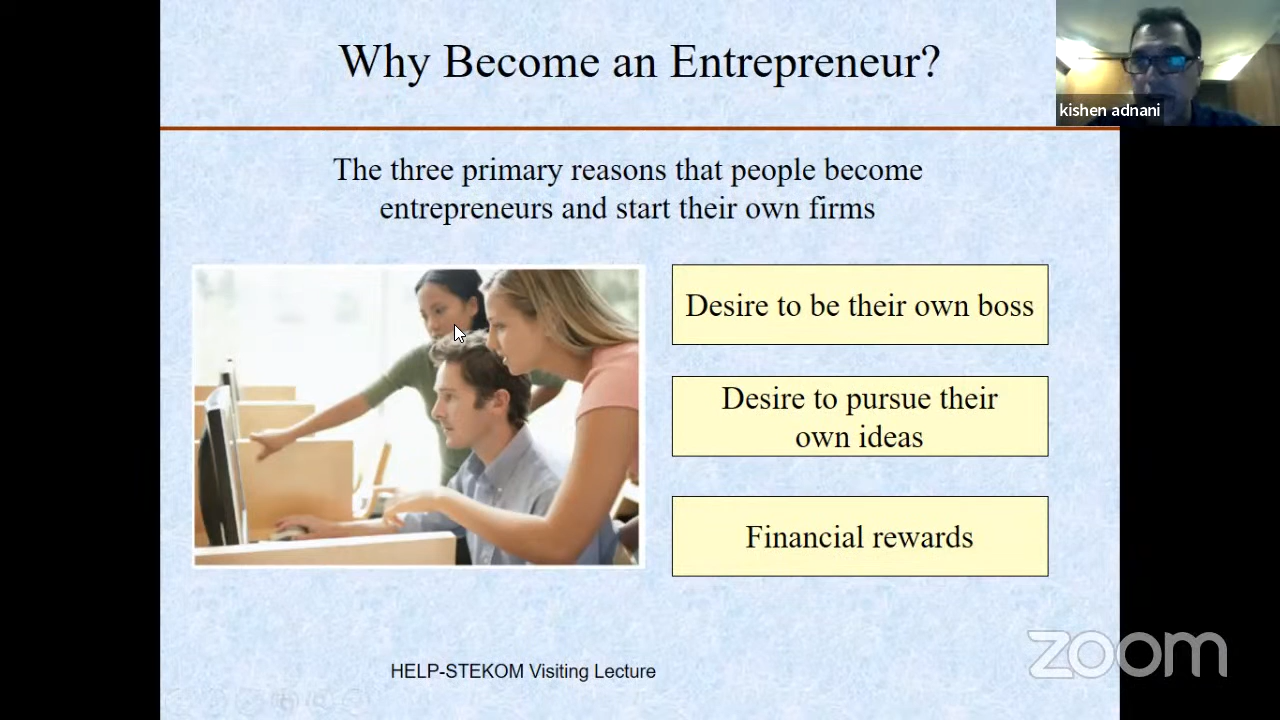 Why Become an Entrepreneur?
kishen adnani
The three primary reasons that people become
entrepreneurs and start their own firms
Desire to be their own boss
Desire to pursue their
own ideas
Financial rewards
HELP-STEKOM Visiting Lecture
zoom